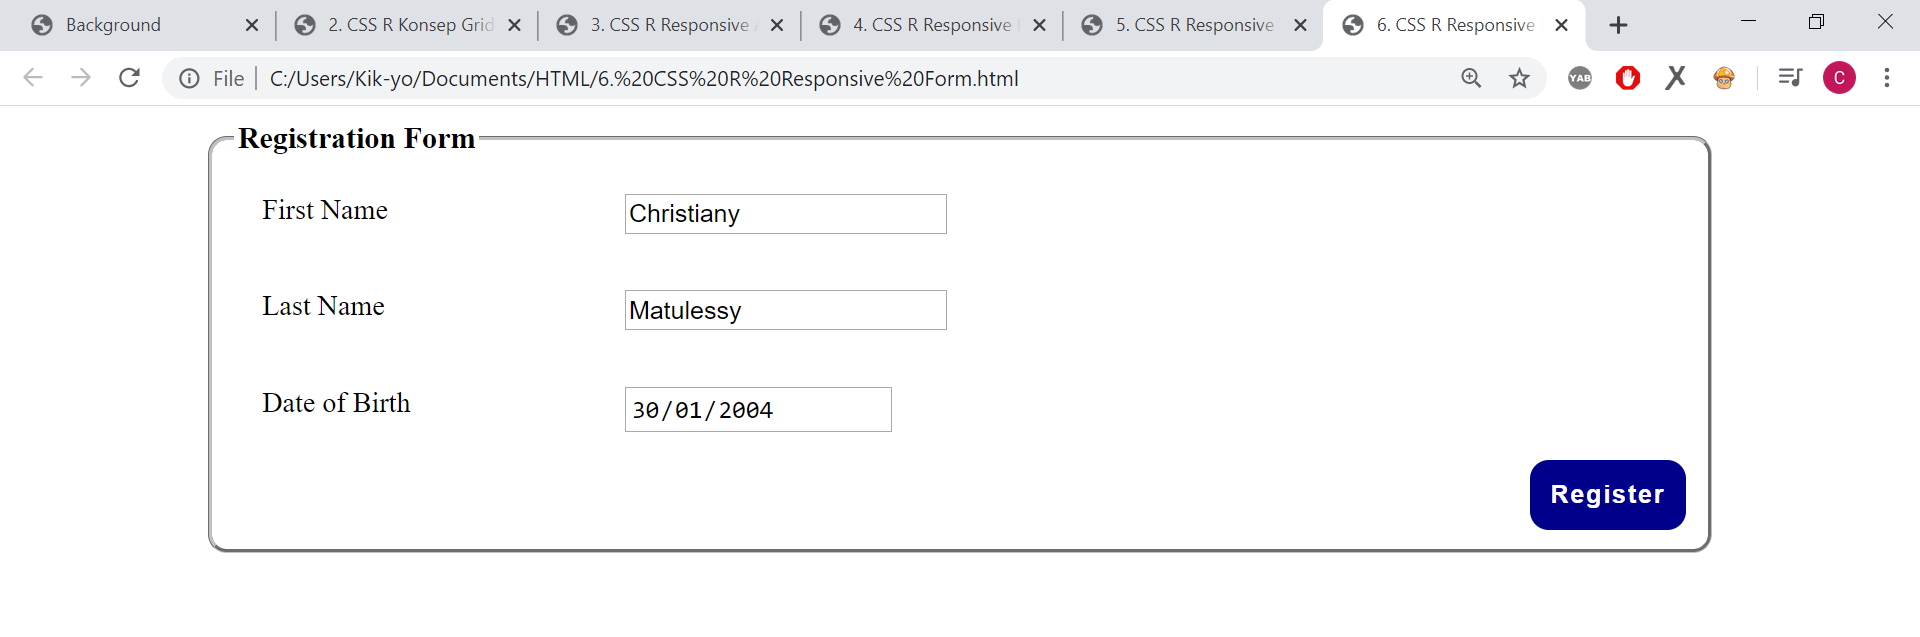 Background
2. CSS R Konsep Grid
3. CSS R Responsive
4. CSS R Responsive
5. CSS R Responsive
6. CSS R Responsive
File
C:/Users/Kik-yo/Documents/HTML/6.%20CSS%20R%20Responsive%20Form.html
YAB
C
Registration Form
First Name
Christiany
Last Name
Matulessy
Date of Birth
30/01/2004
Register